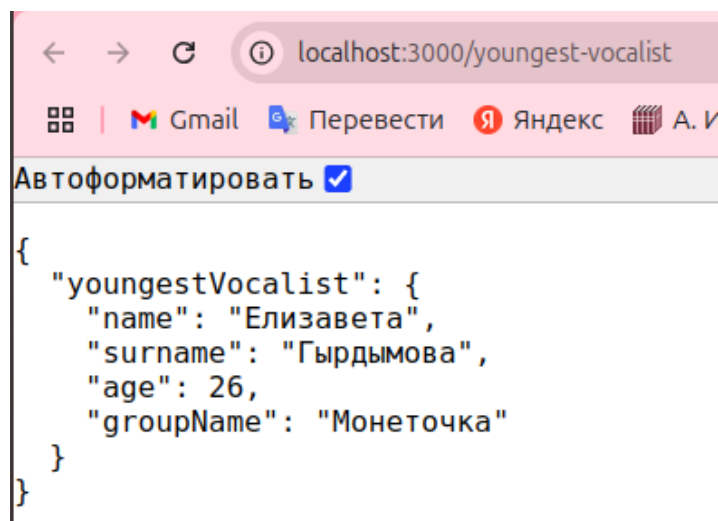 localhost:3000/youngest-vocalist
Gmail Перевести Яндекс А. И
Автоформатировать
{
"youngestVocalist": {
"name": "Елизавета",
"surname": "Гырдымова",
"age": 26,
"groupName": "Монеточка"
}
}